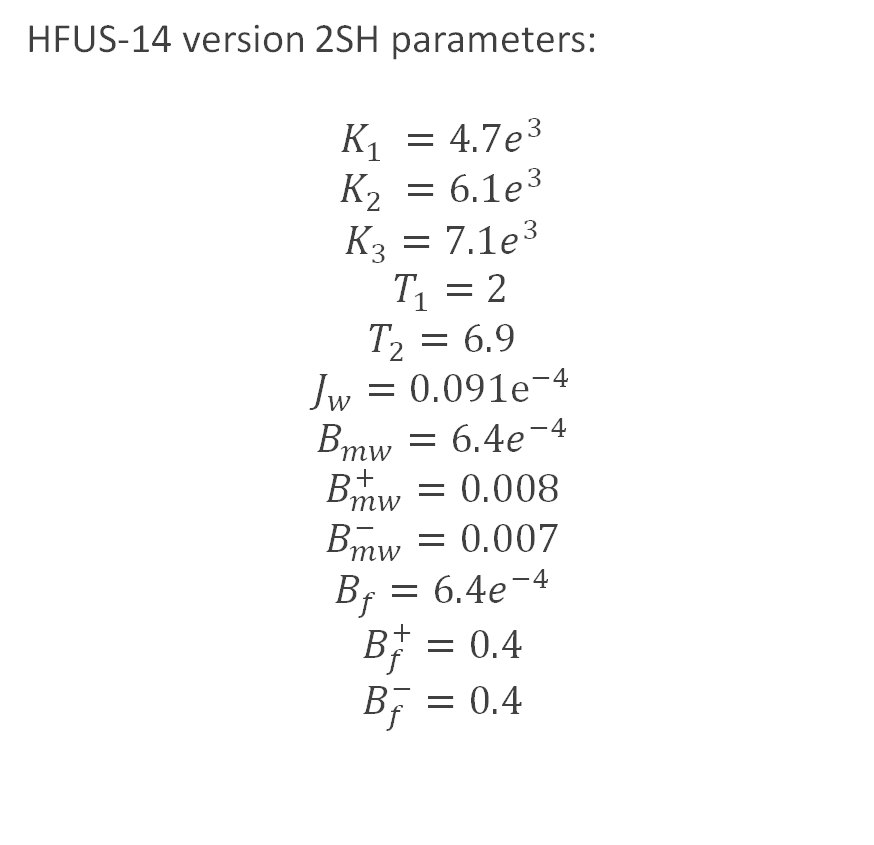 HFUS-14 version 2SH parameters:
K₁ = 4.7e³
K₂ = 6.1e³
K₃ = 7.1e³
T₁ = 2
T₂ = 6.9
J_w = 0.091e⁻⁴
B_mw = 6.4e⁻⁴
B⁺_mw = 0.008
B⁻_mw = 0.007
B_f = 6.4e⁻⁴
B⁺_f = 0.4
B⁻_f = 0.4